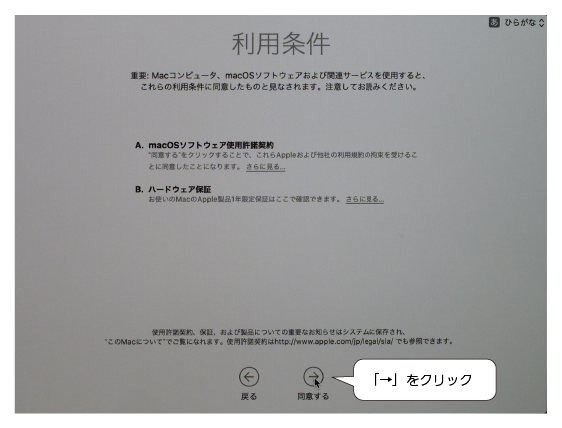 あ ひらがな
利用条件
重要: Macコンピュータ、macOSソフトウェアおよび関連サービスを使用すると、
これらの利用条件に同意したものと見なされます。注意してお読みください。
A. macOSソフトウェア使用許諾契約
"同意する"をクリックすることで、これらAppleおよび他社の利用規約の拘束を受けるこ
とに同意したことになります。 さらに見る...
B. ハードウェア保証
お使いのMacのApple製品1年限定保証はここで確認できます。 さらに見る...
使用許諾契約、保証、および製品についての重要なお知らせはシステムに保存され、
"このMacについて"でご覧になれます。使用許諾契約はhttp://www.apple.com/jp/legal/sla/ でも参照できます。
戻る
同意する
「→」をクリック